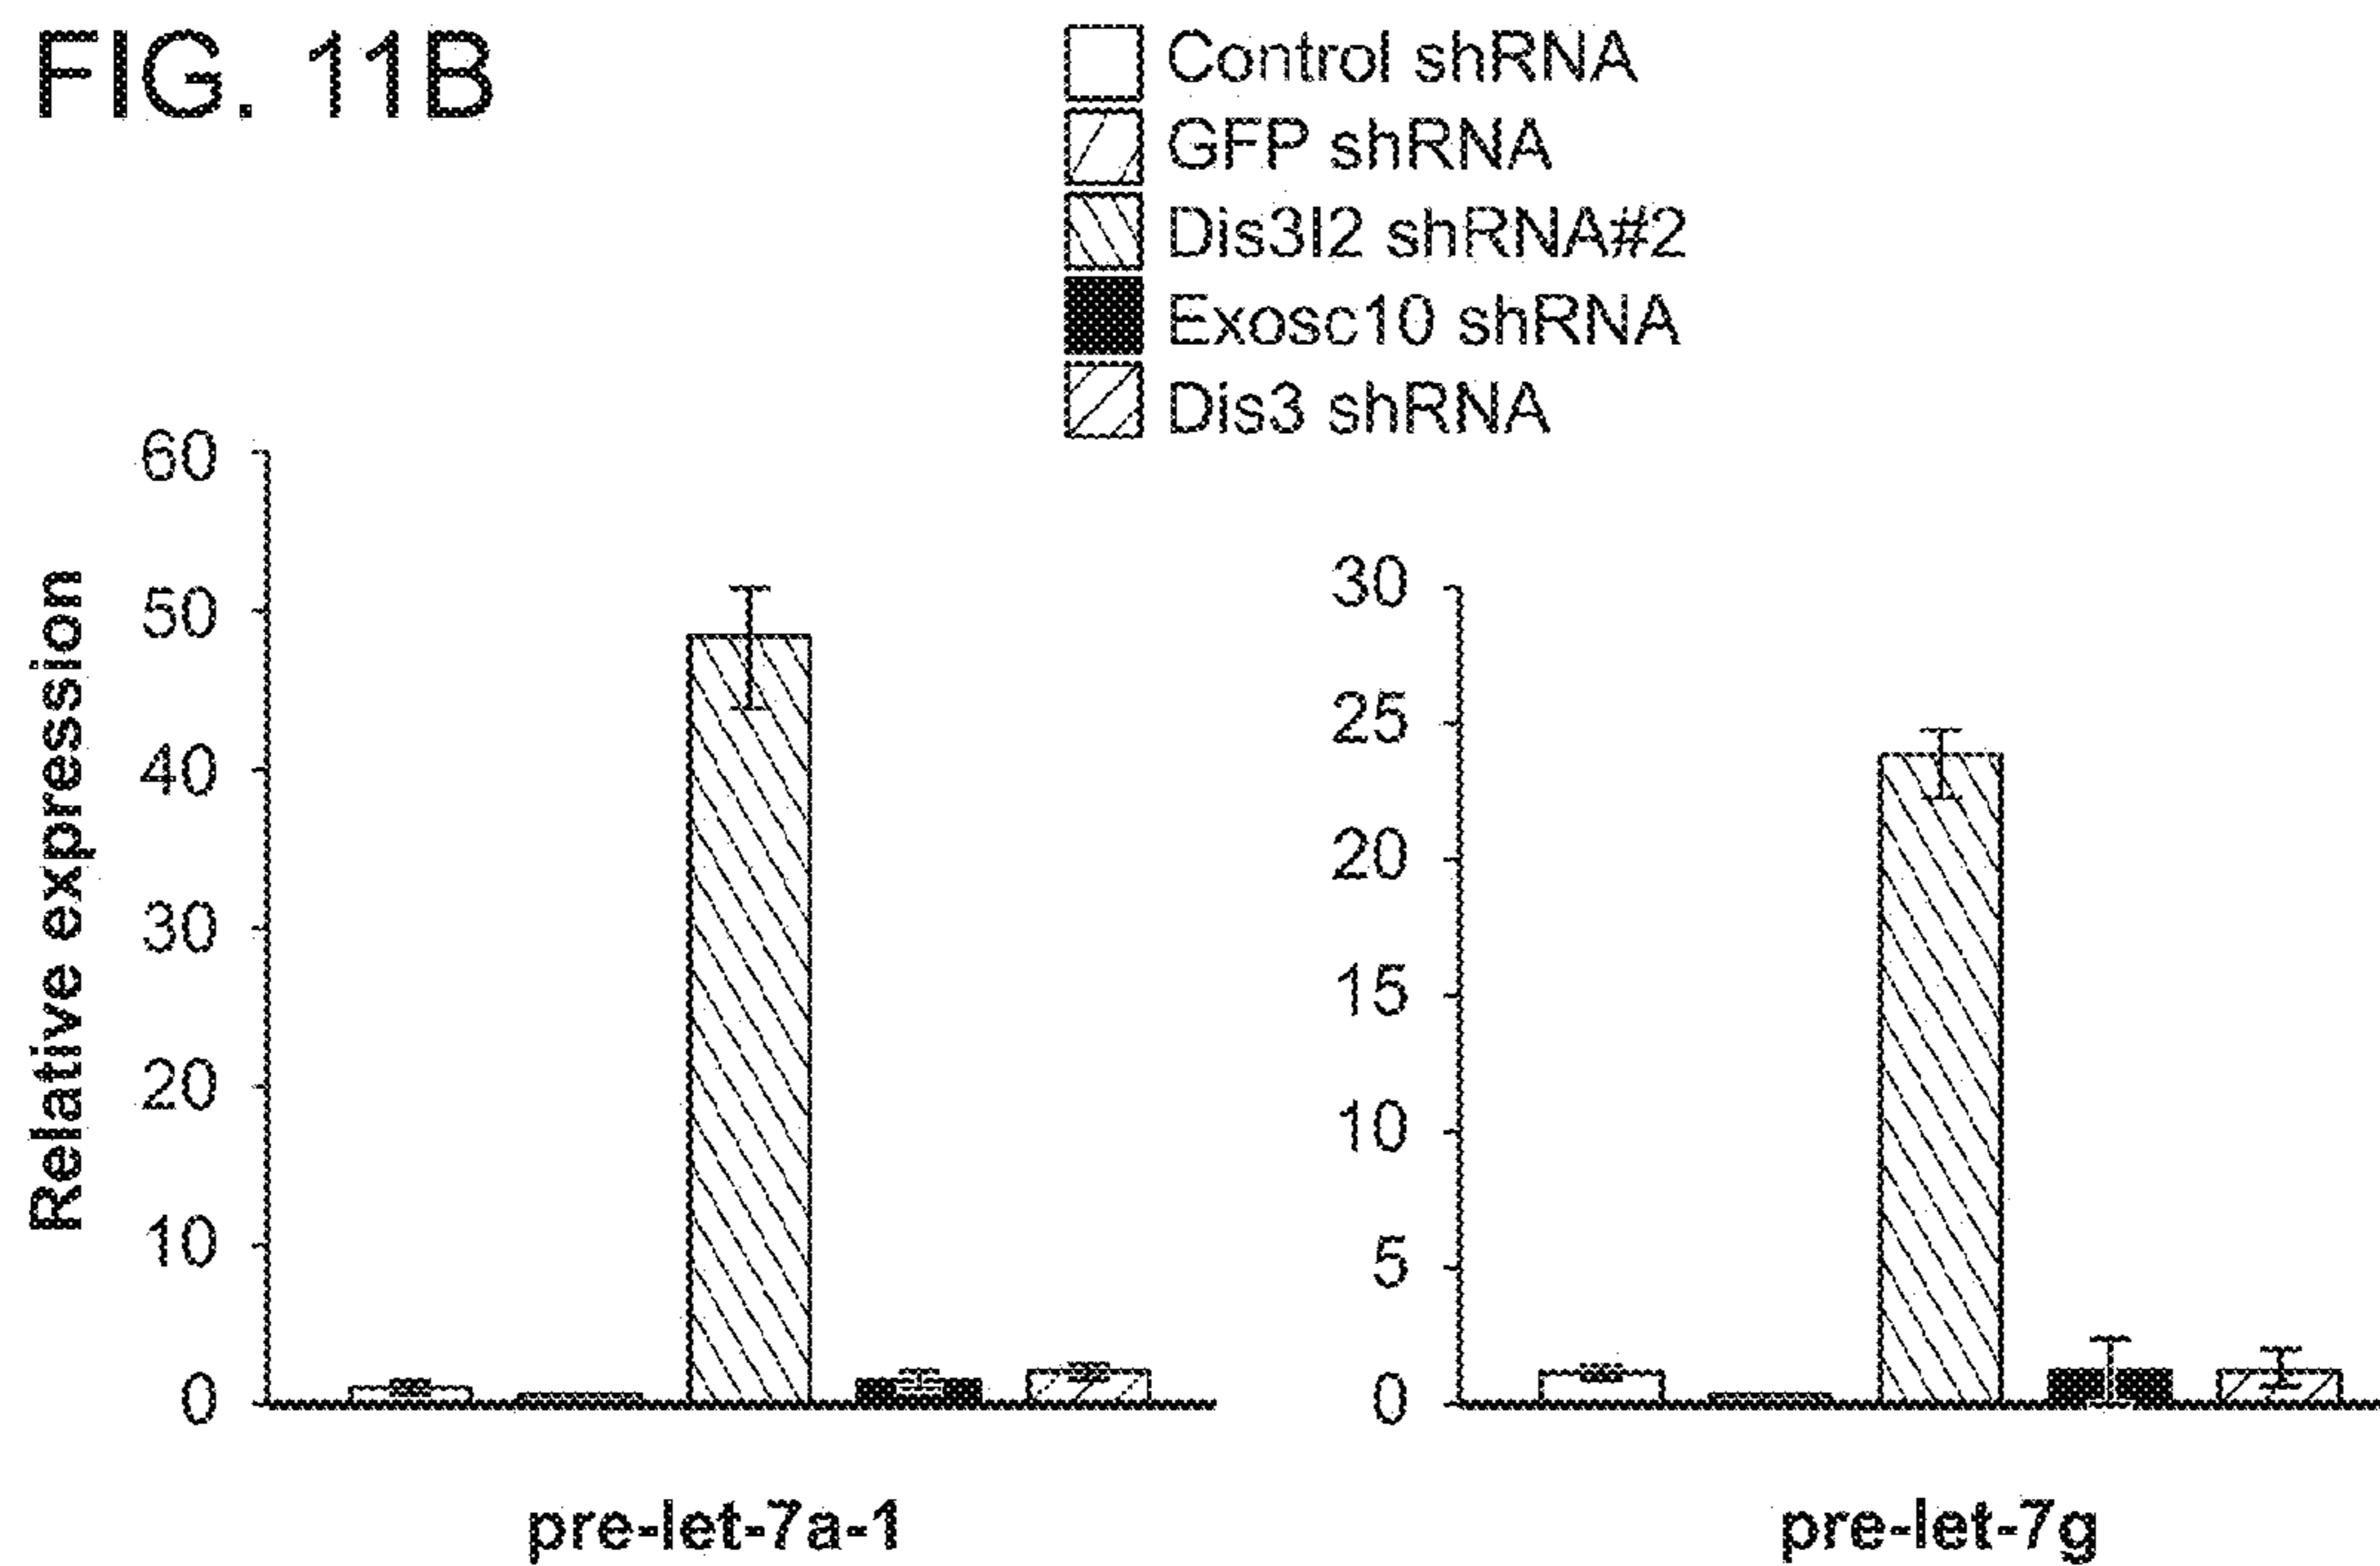 FIG. 11B
Control shRNA
GFP shRNA
Dis3l2 shRNA#2
Exosc10 shRNA
Dis3 shRNA
Relative expression
60
50
40
30
20
10
0
pre-let-7a-1
30
25
20
15
10
5
0
pre-let-7g